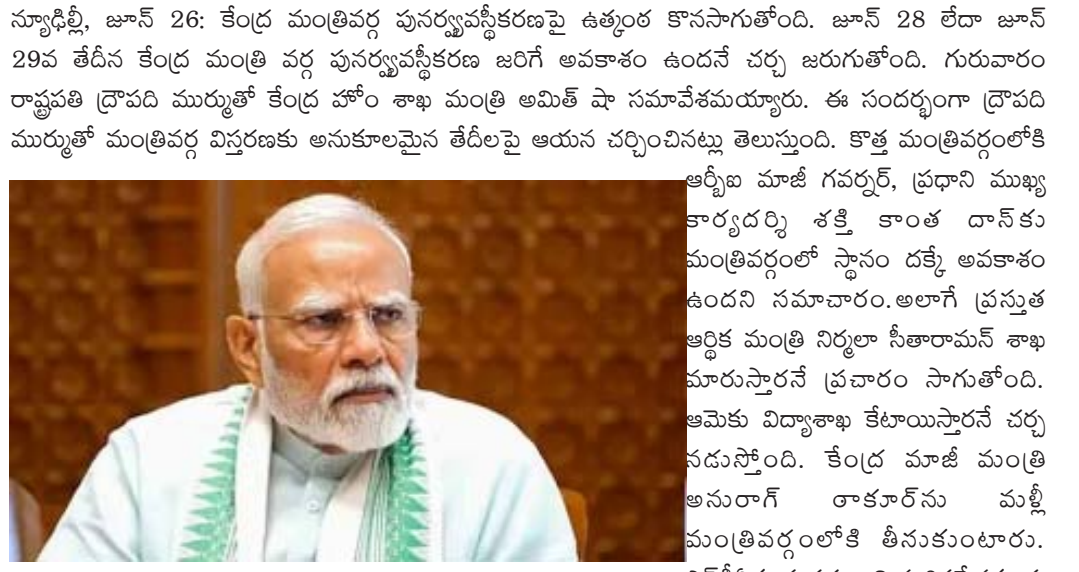 న్యూఢిల్లీ, జూన్ 26: కేంద్ర మంత్రివర్గ పునర్వ్యవస్థీకరణపై ఉత్కంఠ కొనసాగుతోంది. జూన్ 28 లేదా జూన్
29వ తేదీన కేంద్ర మంత్రి వర్గ పునర్వ్యవస్థీకరణ జరిగే అవకాశం ఉందనే చర్చ జరుగుతోంది. గురువారం
రాష్ట్రపతి ద్రౌపది ముర్ముతో కేంద్ర హోం శాఖ మంత్రి అమిత్ షా సమావేశమయ్యారు. ఈ సందర్భంగా ద్రౌపది
ముర్ముతో మంత్రివర్గ విస్తరణకు అనుకూలమైన తేదీలపై ఆయన చర్చించినట్లు తెలుస్తుంది. కొత్త మంత్రివర్గంలోకి
ఆర్బీఐ మాజీ గవర్నర్, ప్రధాని ముఖ్య
కార్యదర్శి శక్తి కాంత దాన్‌కు
మంత్రివర్గంలో స్థానం దక్కే అవకాశం
ఉందని సమాచారం.అలాగే ప్రస్తుత
ఆర్థిక మంత్రి నిర్మలా సీతారామన్ శాఖ
మారుస్తారనే ప్రచారం సాగుతోంది.
ఆమెకు విద్యాశాఖ కేటాయిస్తారనే చర్చ
నడుస్తోంది. కేంద్ర మాజీ మంత్రి
అనురాగ్ ఠాకూర్‌ను మళ్లీ
మంత్రివర్గంలోకి తీనుకుంటారు.